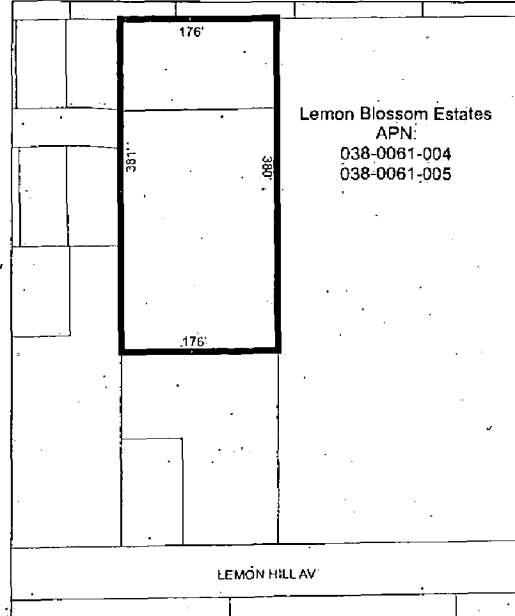 176'
Lemon Blossom Estates
APN:
038-0061-004
038-0061-005
381'
380'
176'
LEMON HILL AV